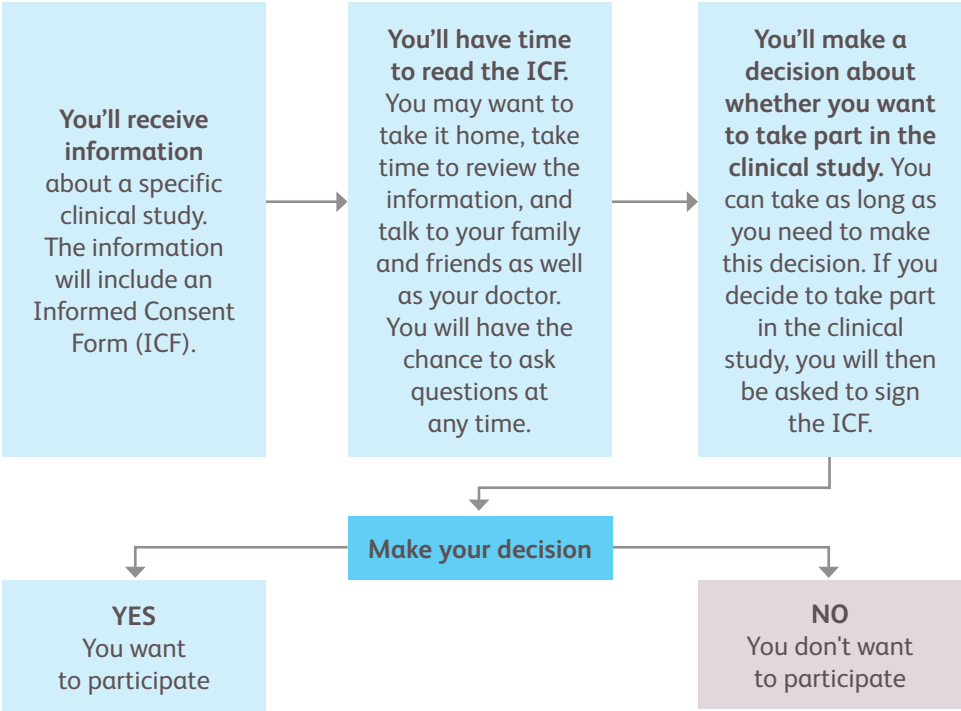 You’ll receive
information
about a specific
clinical study.
The information
will include an
Informed Consent
Form (ICF).
You’ll have time
to read the ICF.
You may want to
take it home, take
time to review the
information, and
talk to your family
and friends as well
as your doctor.
You will have the
chance to ask
questions at
any time.
You’ll make a
decision about
whether you want
to take part in the
clinical study. You
can take as long as
you need to make
this decision. If you
decide to take part
in the clinical
study, you will then
be asked to sign
the ICF.
Make your decision
YES
You want
to participate
NO
You don't want
to participate